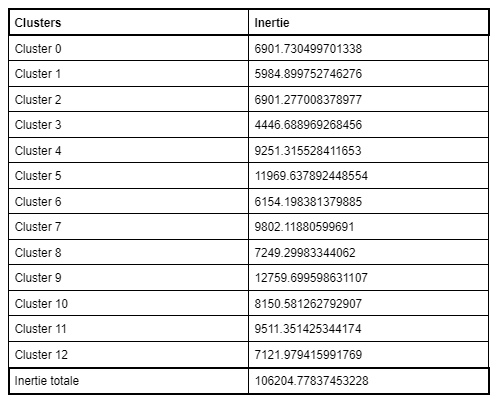 Clusters Inertie
Cluster 0 6901.730499701338
Cluster 1 5984.899752746276
Cluster 2 6901.277008378977
Cluster 3 4446.688969268456
Cluster 4 9251.315528411653
Cluster 5 11969.637892448554
Cluster 6 6154.198381379885
Cluster 7 9802.11880599691
Cluster 8 7249.29983344062
Cluster 9 12759.699598631107
Cluster 10 8150.581262792907
Cluster 11 9511.351425344174
Cluster 12 7121.979415991769
Inertie totale 106204.77837453228